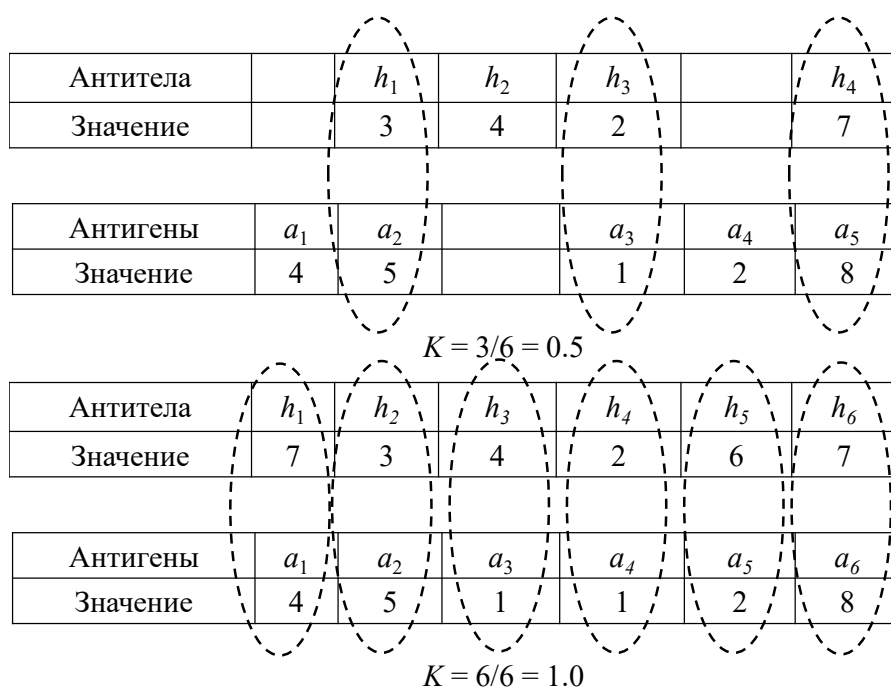 Антитела h₁ h₂ h₃ h₄
Значение 3 4 2 7
Антигены a₁ a₂ a₃ a₄ a₅
Значение 4 5 1 2 8
K = 3/6 = 0.5
Антитела h₁ h₂ h₃ h₄ h₅ h₆
Значение 7 3 4 2 6 7
Антигены a₁ a₂ a₃ a₄ a₅ a₆
Значение 4 5 1 1 2 8
K = 6/6 = 1.0